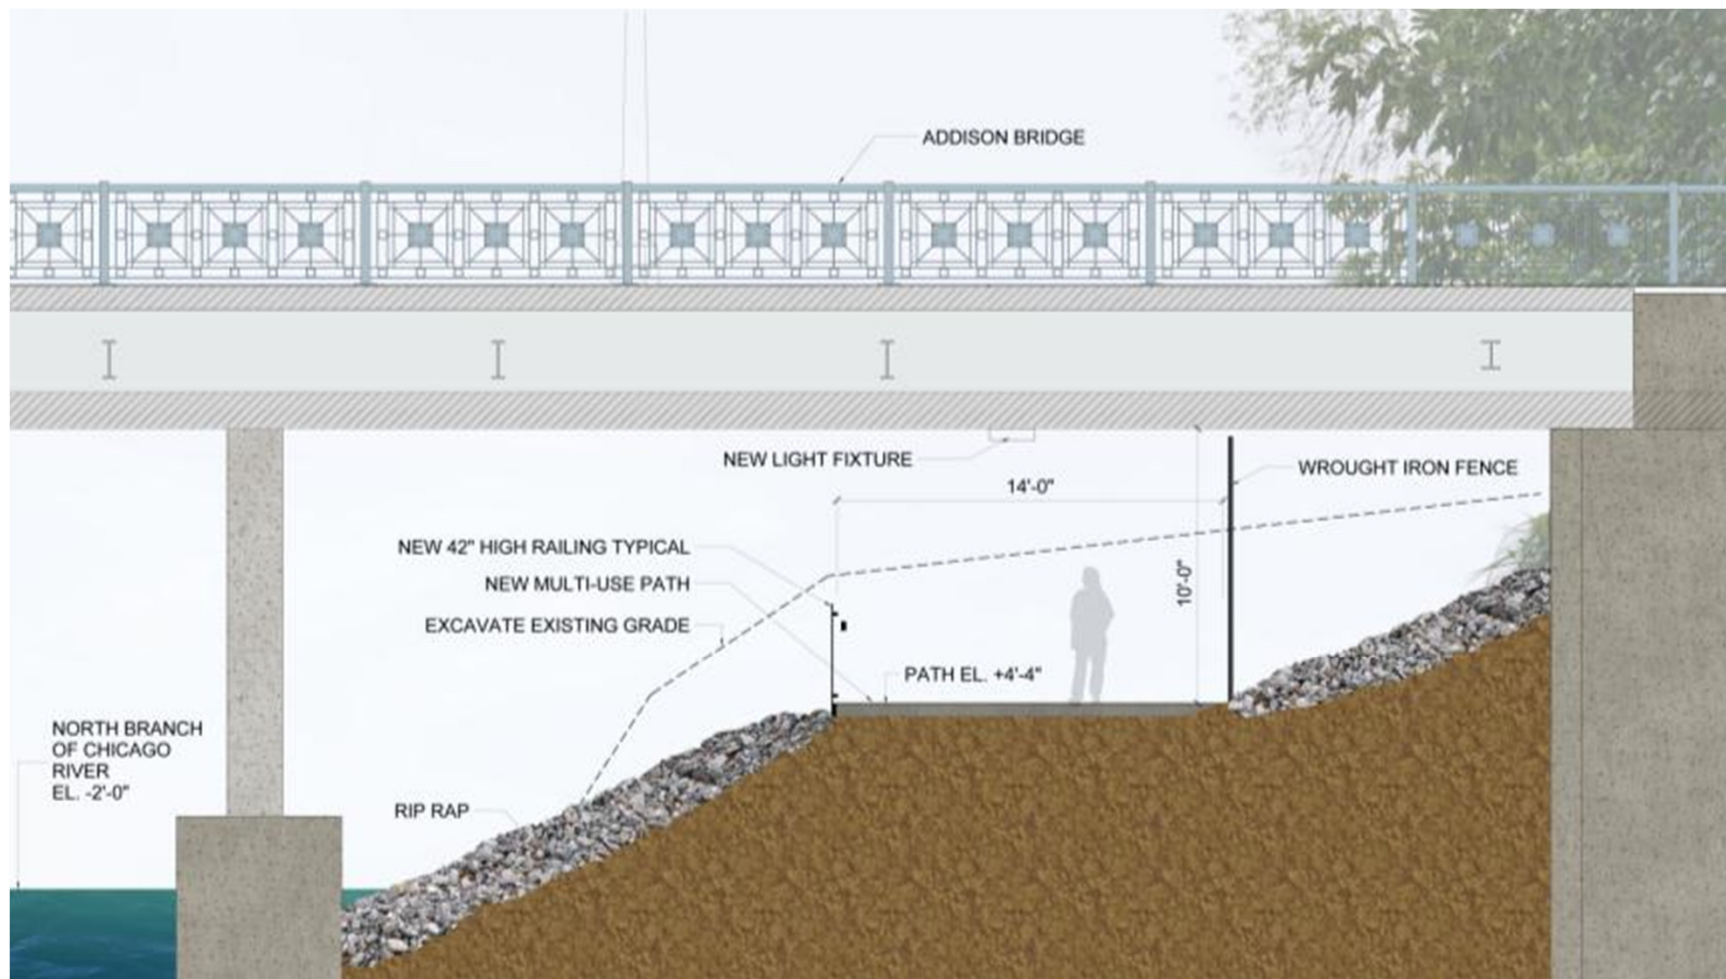 ADDISON BRIDGE
NEW LIGHT FIXTURE
WROUGHT IRON FENCE
14'-0"
NEW 42" HIGH RAILING TYPICAL
NEW MULTI-USE PATH
10'-0"
EXCAVATE EXISTING GRADE
PATH EL. +4'-4"
NORTH BRANCH
OF CHICAGO
RIVER
EL. -2'-0"
RIP RAP